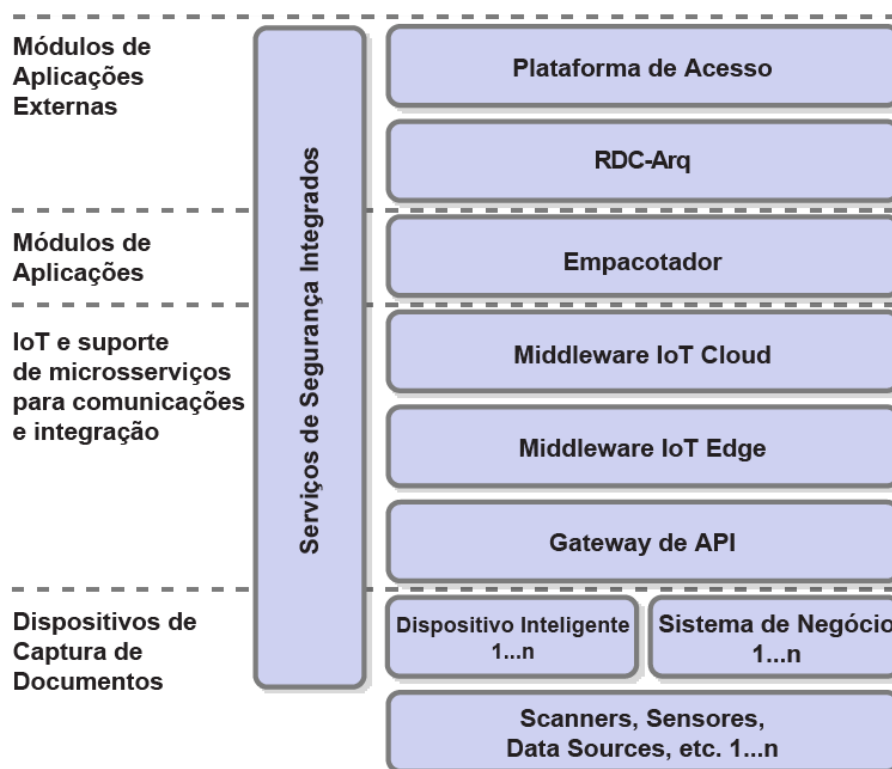 Módulos de
Aplicações
Externas
Serviços de Segurança Integrados
Plataforma de Acesso
RDC-Arq
Módulos de
Aplicações
Empacotador
IoT e suporte
de microsserviços
para comunicações
e integração
Middleware IoT Cloud
Middleware IoT Edge
Gateway de API
Dispositivos de
Captura de
Documentos
Dispositivo Inteligente
1...n
Sistema de Negócio
1...n
Scanners, Sensores,
Data Sources, etc. 1...n